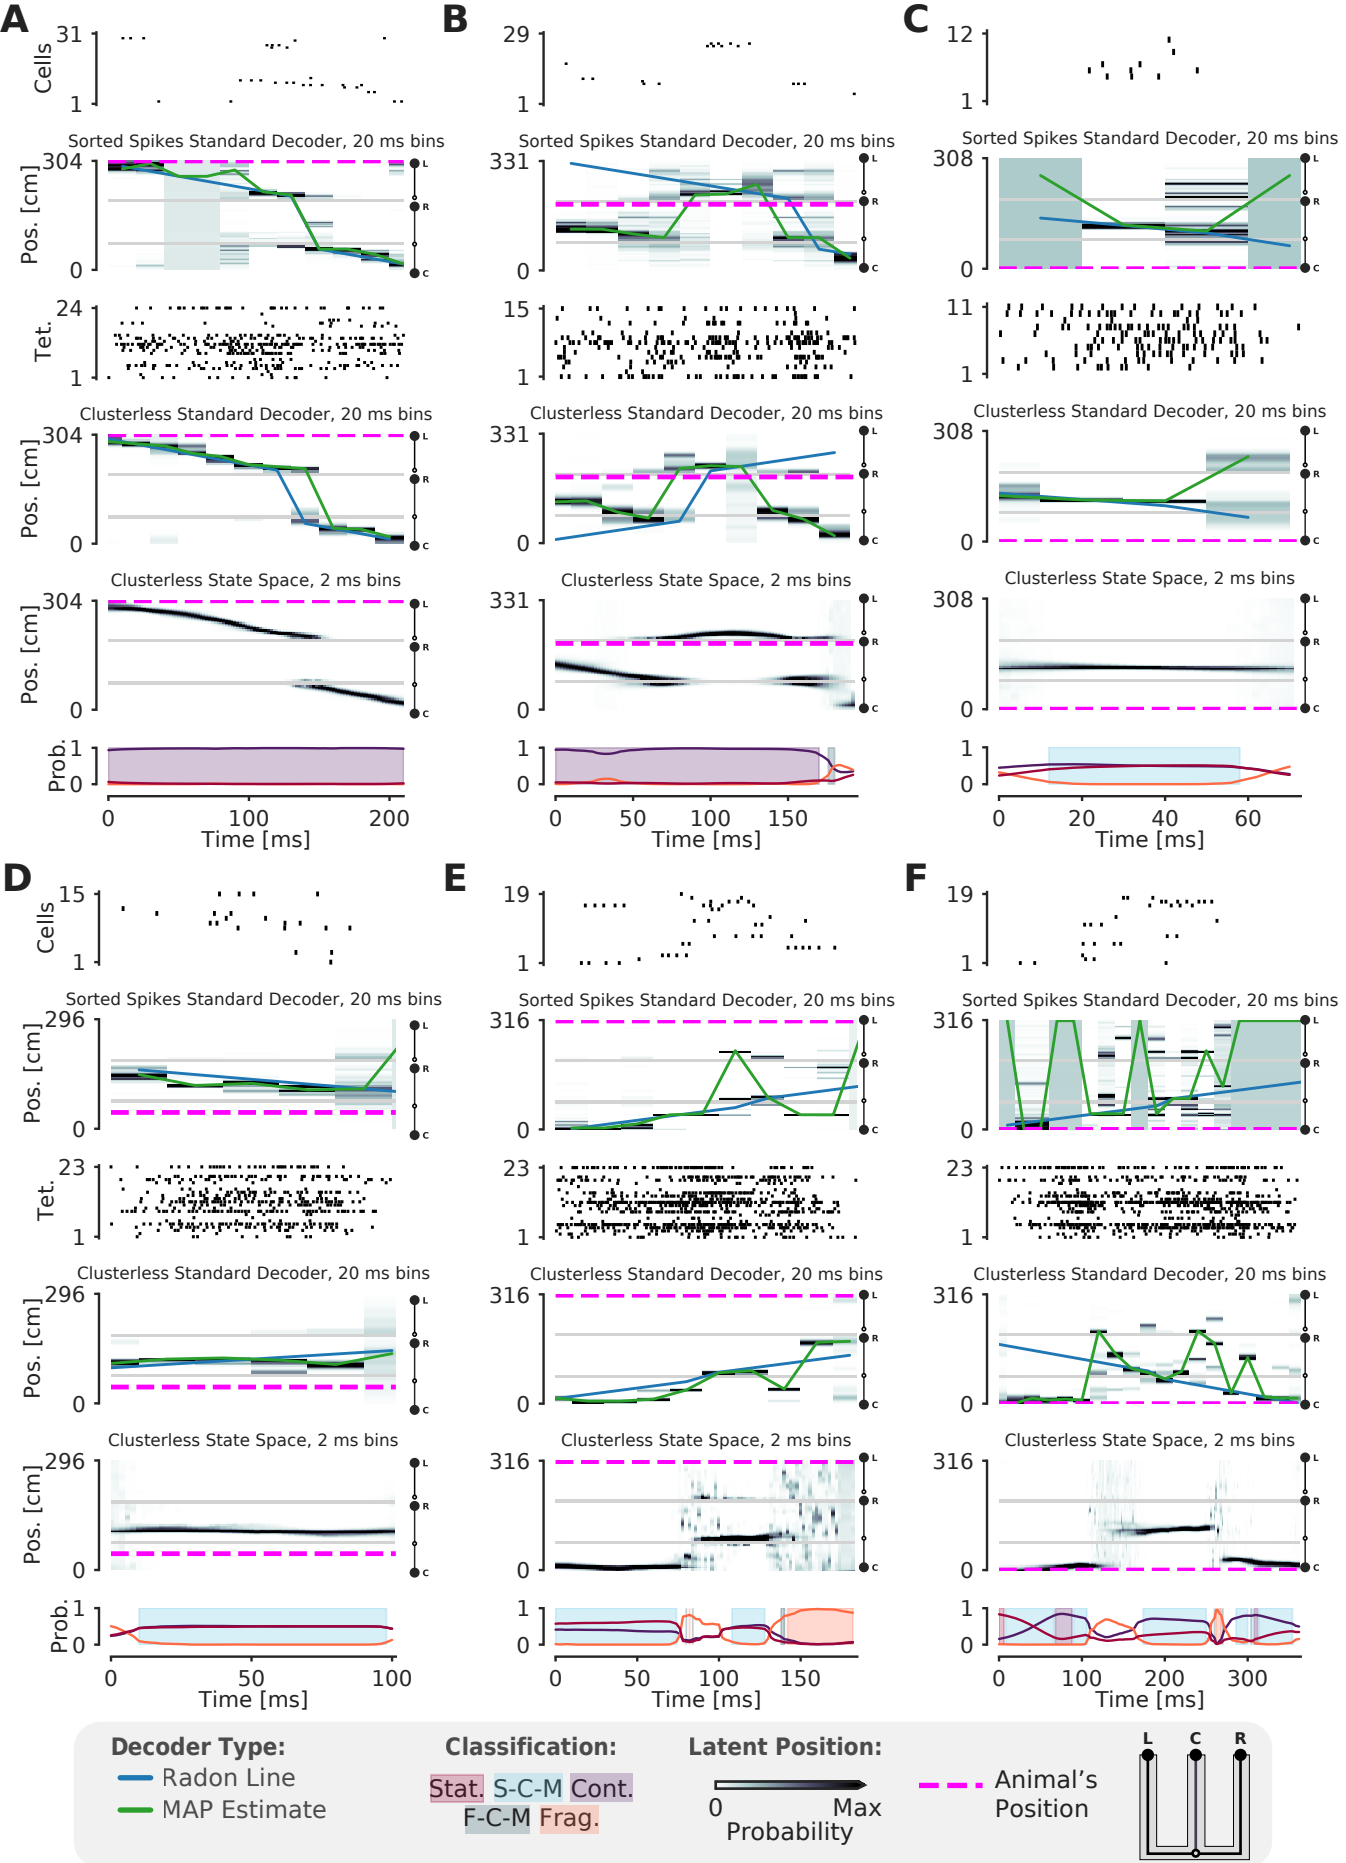 A
B
C
31
Cells
1
29
1
12
1
Sorted Spikes Standard Decoder, 20 ms bins
Sorted Spikes Standard Decoder, 20 ms bins
Sorted Spikes Standard Decoder, 20 ms bins
304
Pos. [cm]
0
L
R
C
331
0
L
R
C
308
0
L
R
C
24
Tet.
1
15
1
11
1
Clusterless Standard Decoder, 20 ms bins
Clusterless Standard Decoder, 20 ms bins
Clusterless Standard Decoder, 20 ms bins
304
Pos. [cm]
0
L
R
C
331
0
L
R
C
308
0
L
R
C
Clusterless State Space, 2 ms bins
Clusterless State Space, 2 ms bins
Clusterless State Space, 2 ms bins
304
Pos. [cm]
0
L
R
C
331
0
L
R
C
308
0
L
R
C
Prob.
1
0
1
0
1
0
0 100 200
0 50 100 150
0 20 40 60
Time [ms]
Time [ms]
Time [ms]
D
E
F
15
Cells
1
19
1
19
1
Sorted Spikes Standard Decoder, 20 ms bins
Sorted Spikes Standard Decoder, 20 ms bins
Sorted Spikes Standard Decoder, 20 ms bins
296
Pos. [cm]
0
L
R
C
316
0
L
R
C
316
0
L
R
C
23
Tet.
1
23
1
23
1
Clusterless Standard Decoder, 20 ms bins
Clusterless Standard Decoder, 20 ms bins
Clusterless Standard Decoder, 20 ms bins
296
Pos. [cm]
0
L
R
C
316
0
L
R
C
316
0
L
R
C
Clusterless State Space, 2 ms bins
Clusterless State Space, 2 ms bins
Clusterless State Space, 2 ms bins
296
Pos. [cm]
0
L
R
C
316
0
L
R
C
316
0
L
R
C
Prob.
1
0
1
0
1
0
0 50 100
0 50 100 150
0 100 200 300
Time [ms]
Time [ms]
Time [ms]
Decoder Type:
Radon Line
MAP Estimate
Classification:
Stat. S-C-M Cont.
F-C-M Frag.
Latent Position:
0 Max
Probability
Animal's
Position
L C R